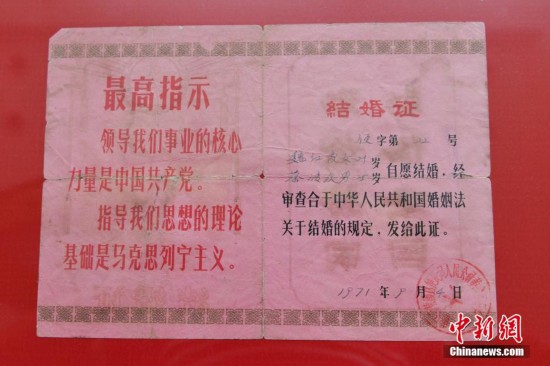 最高指示
领导我们事业的核心
力量是中国共产党。
指导我们思想的理论
基础是马克思列宁主义。
結婚证
字第 号
岁
岁自愿结婚，经
审查合于中华人民共和国婚姻法
关于结婚的规定，发给此证。
1971年9月 日
中新网
Chinanews.com